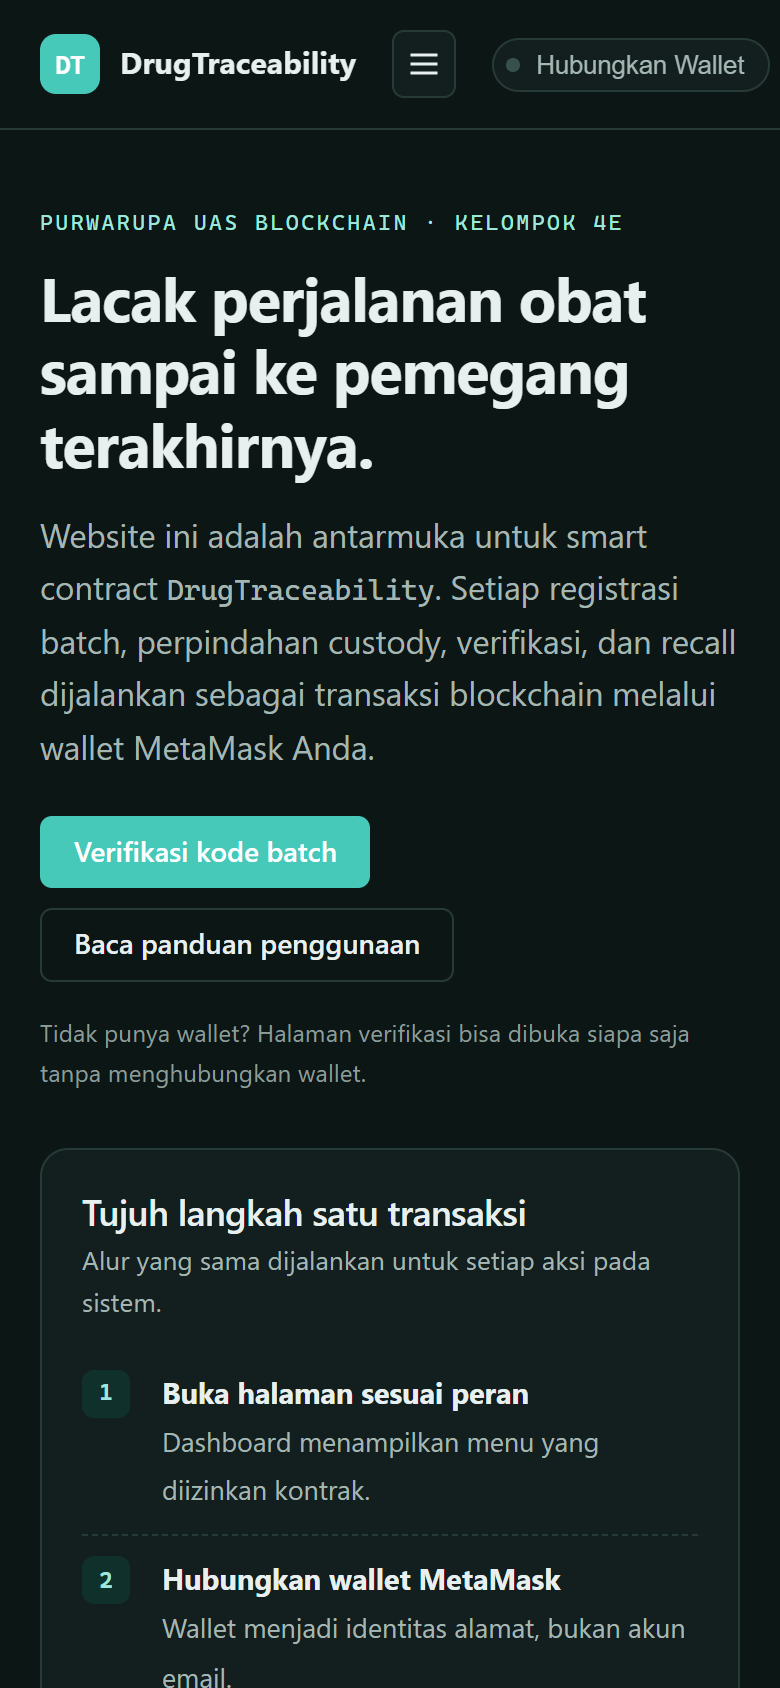 DT DrugTraceability Hubungkan Wallet
PURWARUPA UAS BLOCKCHAIN · KELOMPOK 4E
Lacak perjalanan obat
sampai ke pemegang
terakhirnya.
Website ini adalah antarmuka untuk smart
contract DrugTraceability. Setiap registrasi
batch, perpindahan custody, verifikasi, dan recall
dijalankan sebagai transaksi blockchain melalui
wallet MetaMask Anda.
Verifikasi kode batch
Baca panduan penggunaan
Tidak punya wallet? Halaman verifikasi bisa dibuka siapa saja
tanpa menghubungkan wallet.
Tujuh langkah satu transaksi
Alur yang sama dijalankan untuk setiap aksi pada
sistem.
1 Buka halaman sesuai peran
Dashboard menampilkan menu yang
diizinkan kontrak.
2 Hubungkan wallet MetaMask
Wallet menjadi identitas alamat, bukan akun
email.